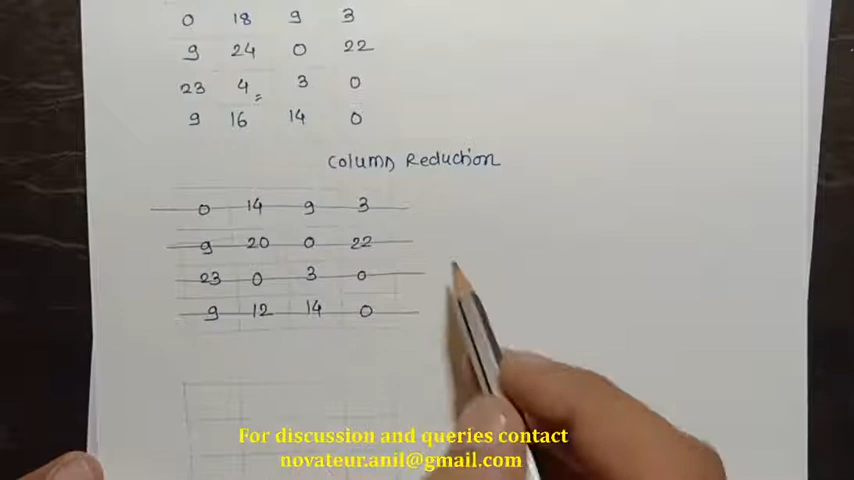 0 18 9 3
9 24 0 22
23 4 3 0
9 16 14 0
Column Reduction
0 14 9 3
9 20 0 22
23 0 3 0
9 12 14 0
For discussion and queries contact
novateur.anil@gmail.com